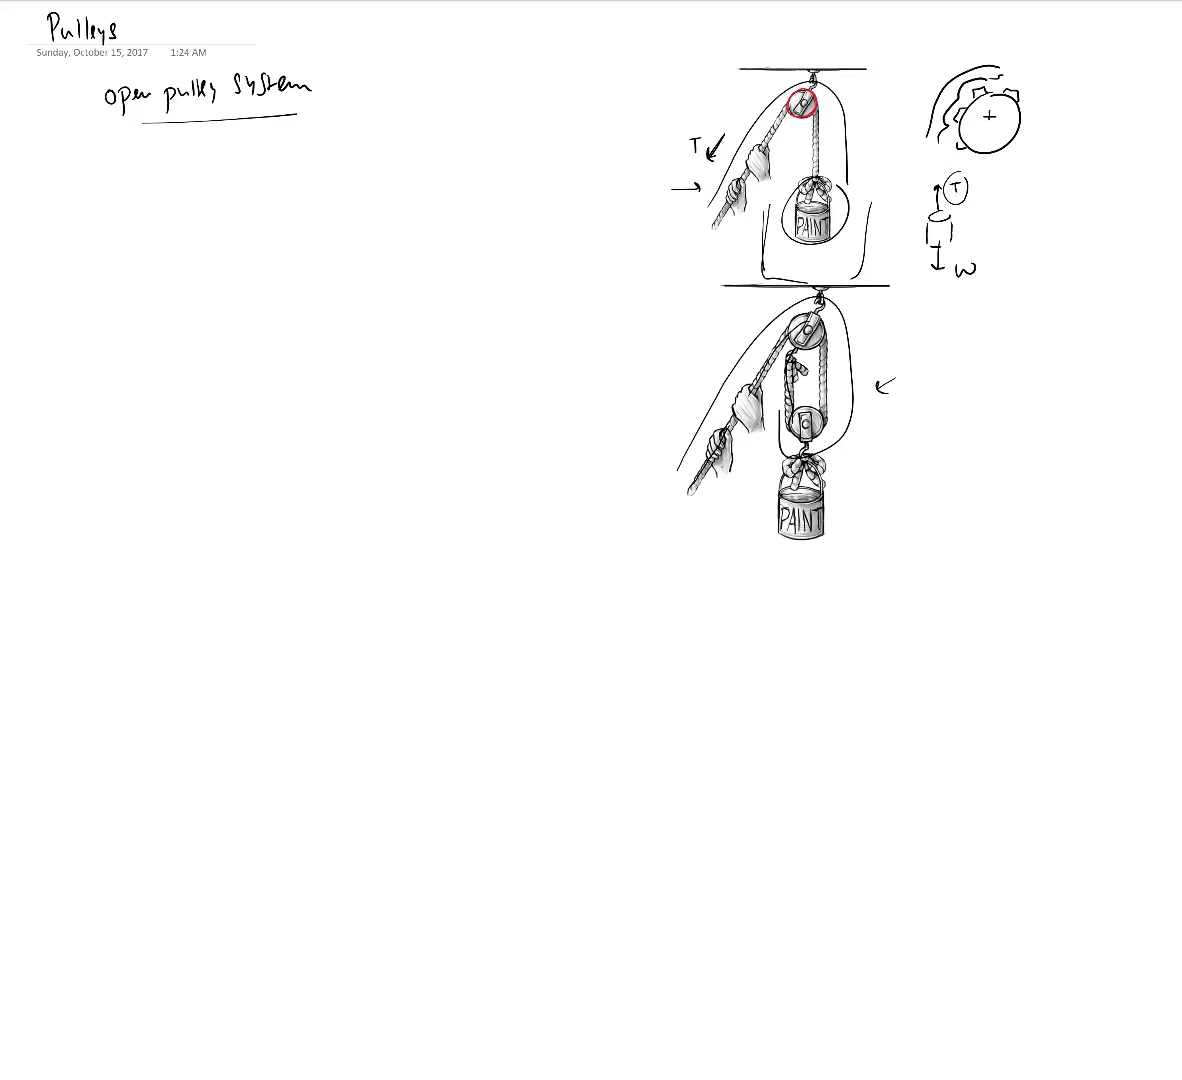 Pulleys
Sunday, October 15, 2017 1:24 AM
open pulley system
T
PAINT
T
W
PAINT